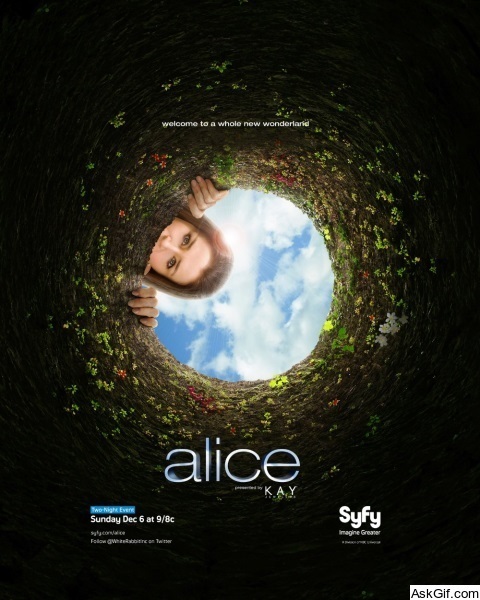 welcome to a whole new wonderland
alice
presented by KAY
Two-Night Event
Sunday Dec 6 at 9/8c
syfy.com/alice
Follow @WhiteRabbitInc on Twitter
Syfy
Imagine Greater
AskGif.com